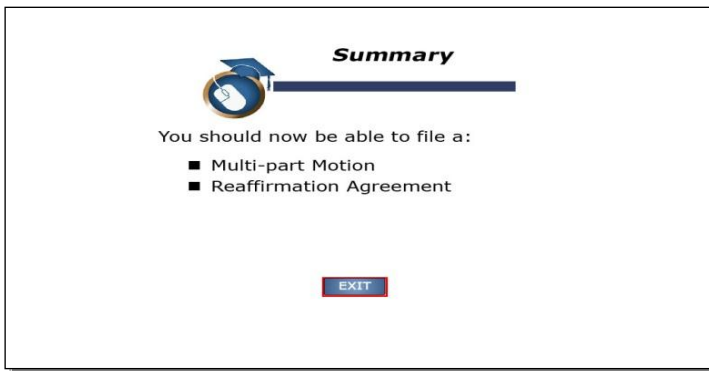 Summary
You should now be able to file a:
■ Multi-part Motion
■ Reaffirmation Agreement
EXIT